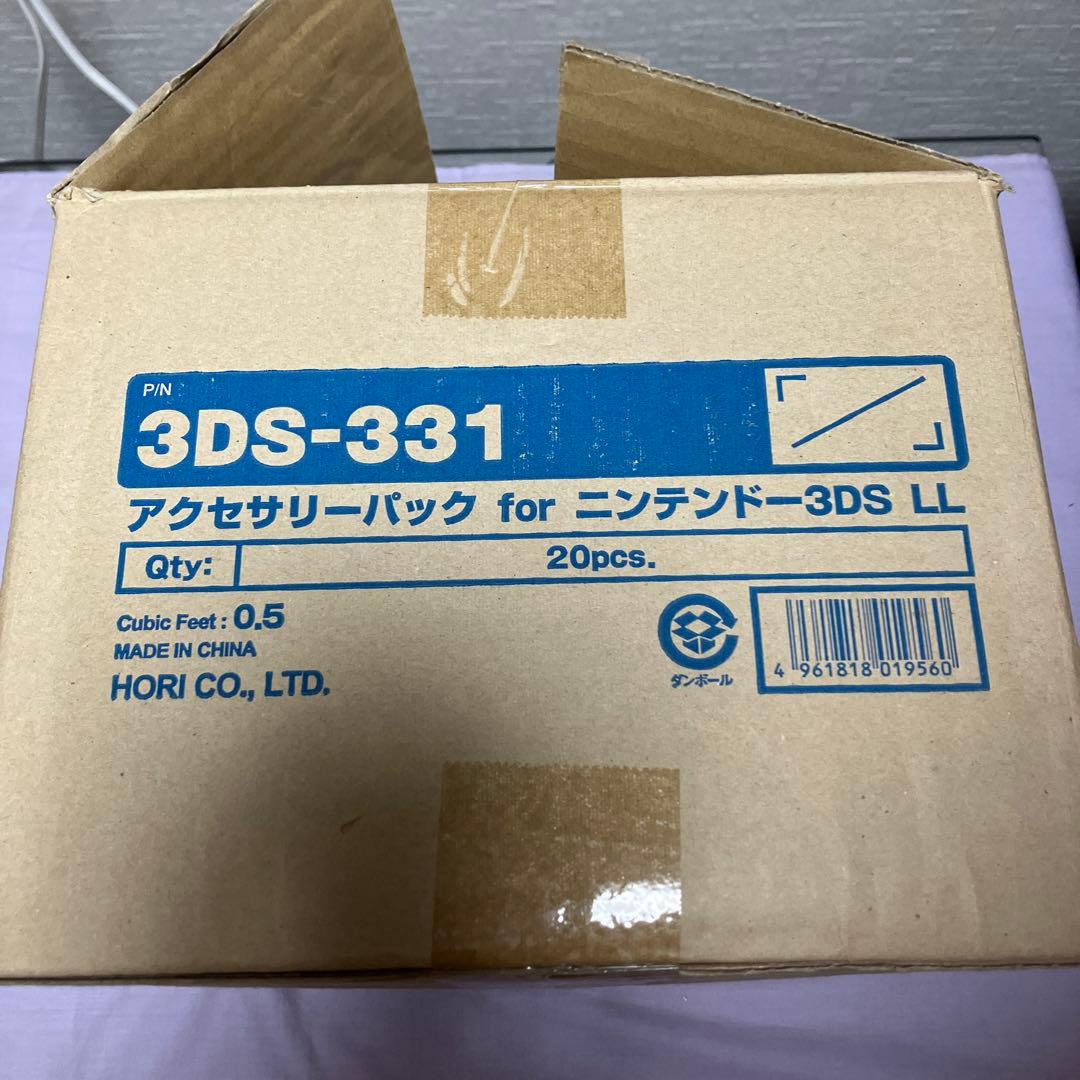 P/N
3DS-331
アクセサリーパック for ニンテンドー3DS LL
Qty: 20pcs.
Cubic Feet : 0.5
MADE IN CHINA
HORI CO., LTD.
ダンボール
4 961818 019560